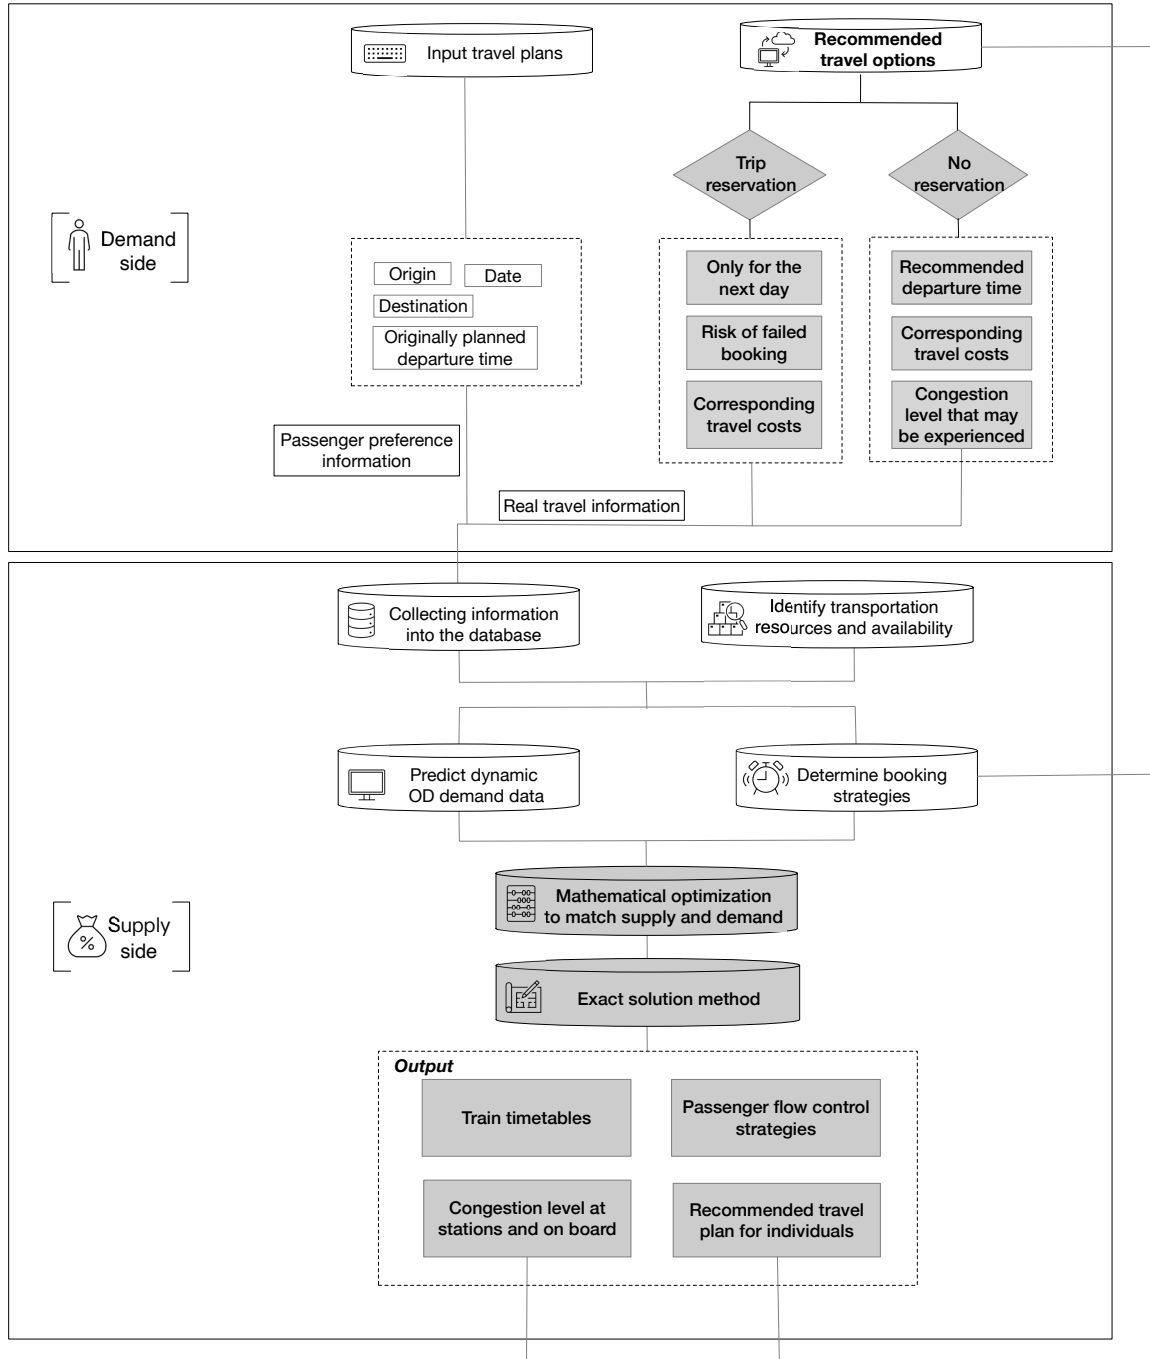 Input travel plans
Recommended
travel options
Trip
reservation
No
reservation
Demand
side
Origin
Date
Destination
Originally planned
departure time
Only for the
next day
Risk of failed
booking
Corresponding
travel costs
Recommended
departure time
Corresponding
travel costs
Congestion
level that may
be experienced
Passenger preference
information
Real travel information
Collecting information
into the database
Identify transportation
resources and availability
Predict dynamic
OD demand data
Determine booking
strategies
Supply
side
%
Mathematical optimization
to match supply and demand
Exact solution method
Output
Train timetables
Passenger flow control
strategies
Congestion level at
stations and on board
Recommended travel
plan for individuals